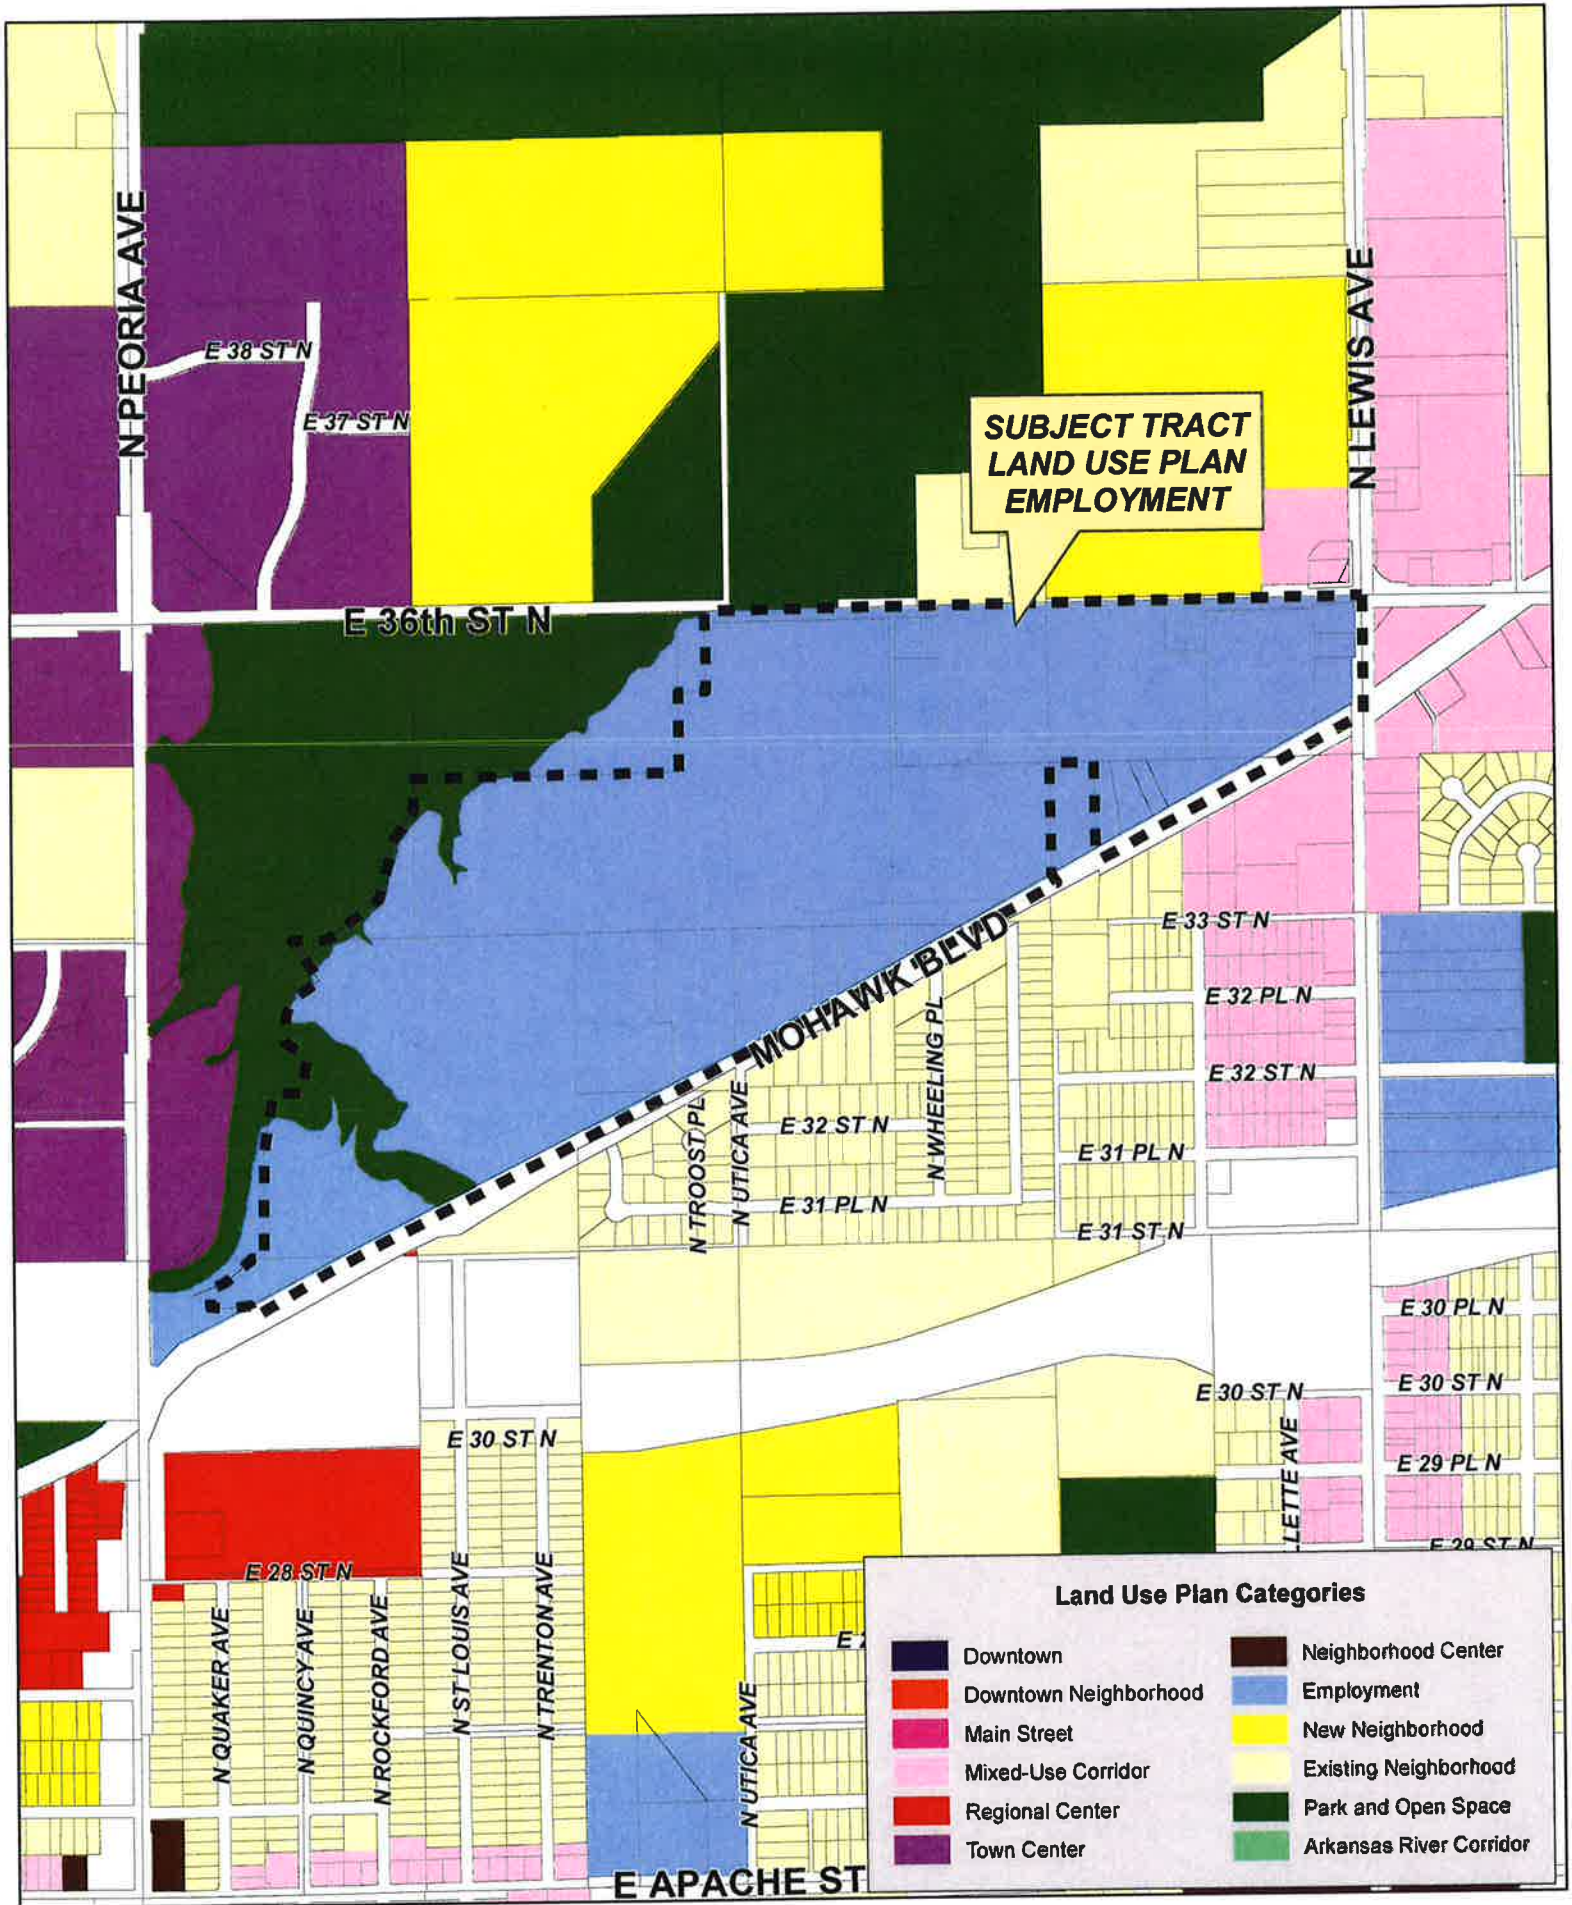 N PEORIA AVE
N LEWIS AVE
E 38 ST N
E 37 ST N
SUBJECT TRACT
LAND USE PLAN
EMPLOYMENT
E 36th ST N
E 33 ST N
MOHAWK BLVD
E 32 PL N
N WHEELING PL
E 32 ST N
N TROOST PL
N UTICA AVE
E 32 ST N
E 31 PL N
E 31 PL N
E 31 ST N
E 30 PL N
E 30 ST N
E 30 ST N
E 30 ST N
LLETTE AVE
E 29 PL N
E 29 ST N
E 28 ST N
N QUAKER AVE
N QUINCY AVE
N ROCKFORD AVE
N ST LOUIS AVE
N TRENTON AVE
N UTICA AVE
E APACHE ST
Land Use Plan Categories
Downtown
Downtown Neighborhood
Main Street
Mixed-Use Corridor
Regional Center
Town Center
Neighborhood Center
Employment
New Neighborhood
Existing Neighborhood
Park and Open Space
Arkansas River Corridor